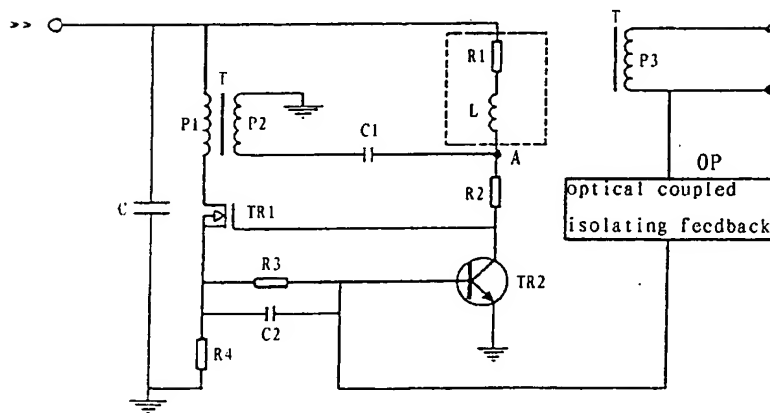 >>
T
R1
P3
T
P1
P2
L
C1
A
OP
R2
optical coupled
C
TR1
isolating feedback
R3
TR2
C2
R4